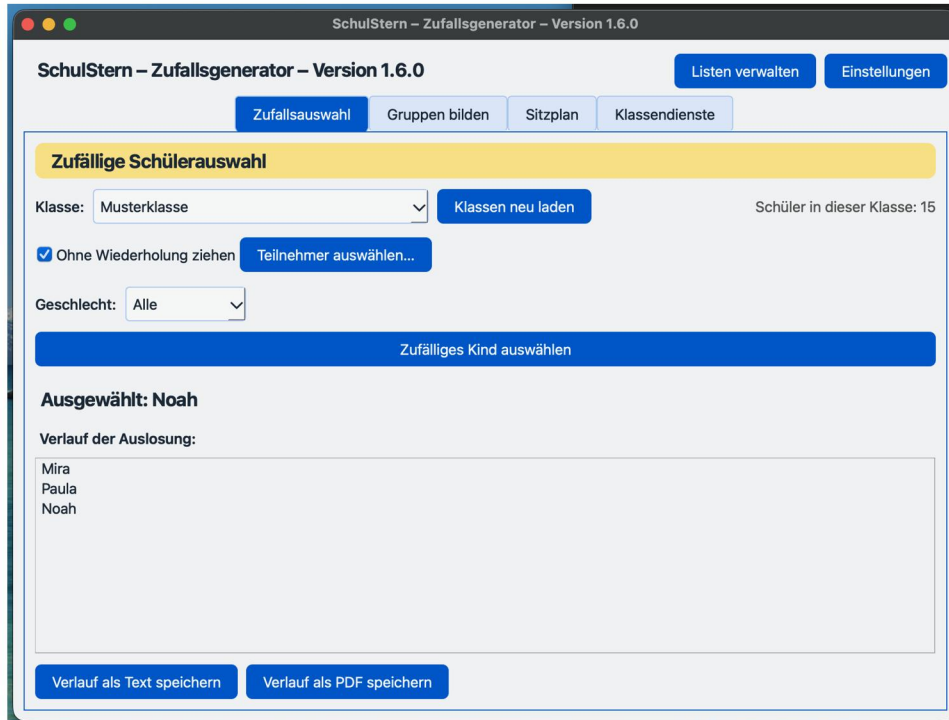 SchulStern – Zufallsgenerator – Version 1.6.0
SchulStern – Zufallsgenerator – Version 1.6.0
Listen verwalten
Einstellungen
Zufallsauswahl
Gruppen bilden
Sitzplan
Klassendienste
Zufällige Schülerauswahl
Klasse:
Musterklasse
Klassen neu laden
Schüler in dieser Klasse: 15
Ohne Wiederholung ziehen
Teilnehmer auswählen...
Geschlecht:
Alle
Zufälliges Kind auswählen
Ausgewählt: Noah
Verlauf der Auslosung:
Mira
Paula
Noah
Verlauf als Text speichern
Verlauf als PDF speichern